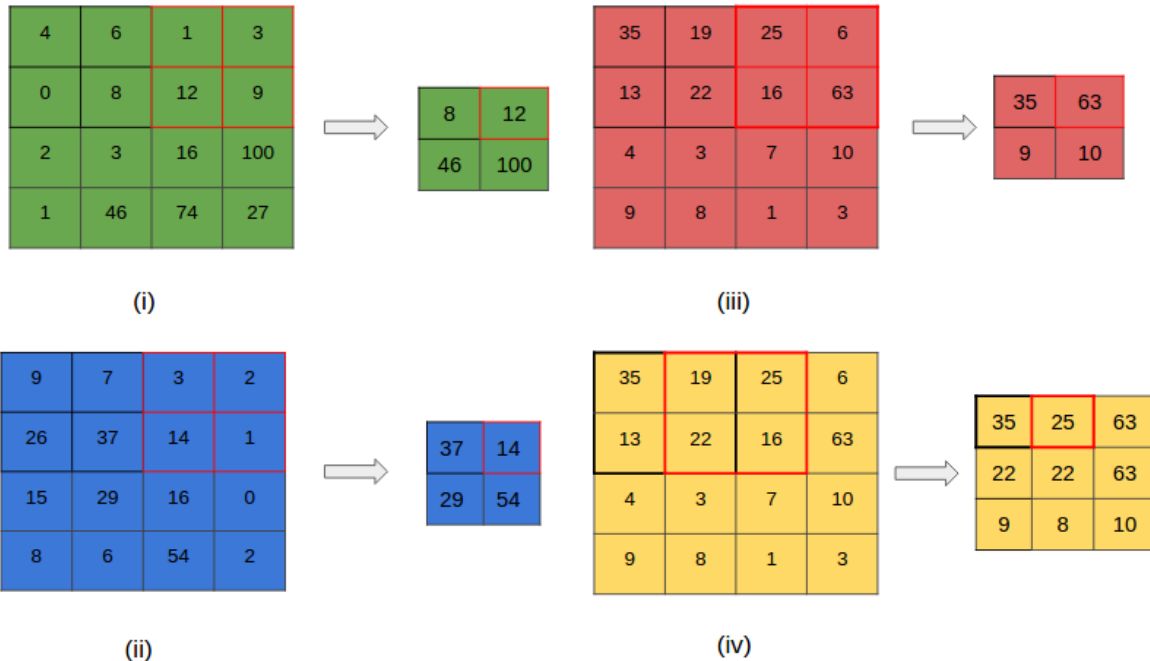 4 6 1 3
0 8 12 9
2 3 16 100
1 46 74 27
8 12
46 100
(i)
35 19 25 6
13 22 16 63
4 3 7 10
9 8 1 3
35 63
9 10
(iii)
9 7 3 2
26 37 14 1
15 29 16 0
8 6 54 2
37 14
29 54
(ii)
35 19 25 6
13 22 16 63
4 3 7 10
9 8 1 3
35 25 63
22 22 63
9 8 10
(iv)